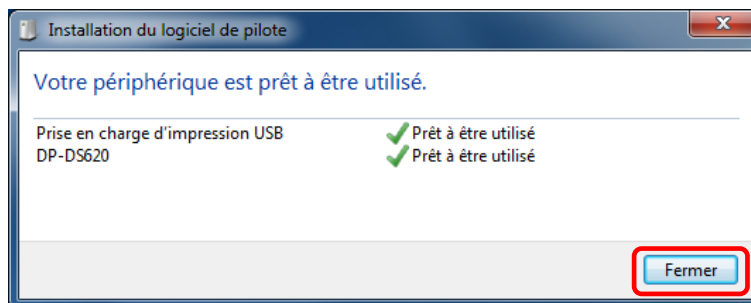 Installation du logiciel de pilote
Votre périphérique est prêt à être utilisé.
Prise en charge d'impression USB Prêt à être utilisé
DP-DS620 Prêt à être utilisé
Fermer